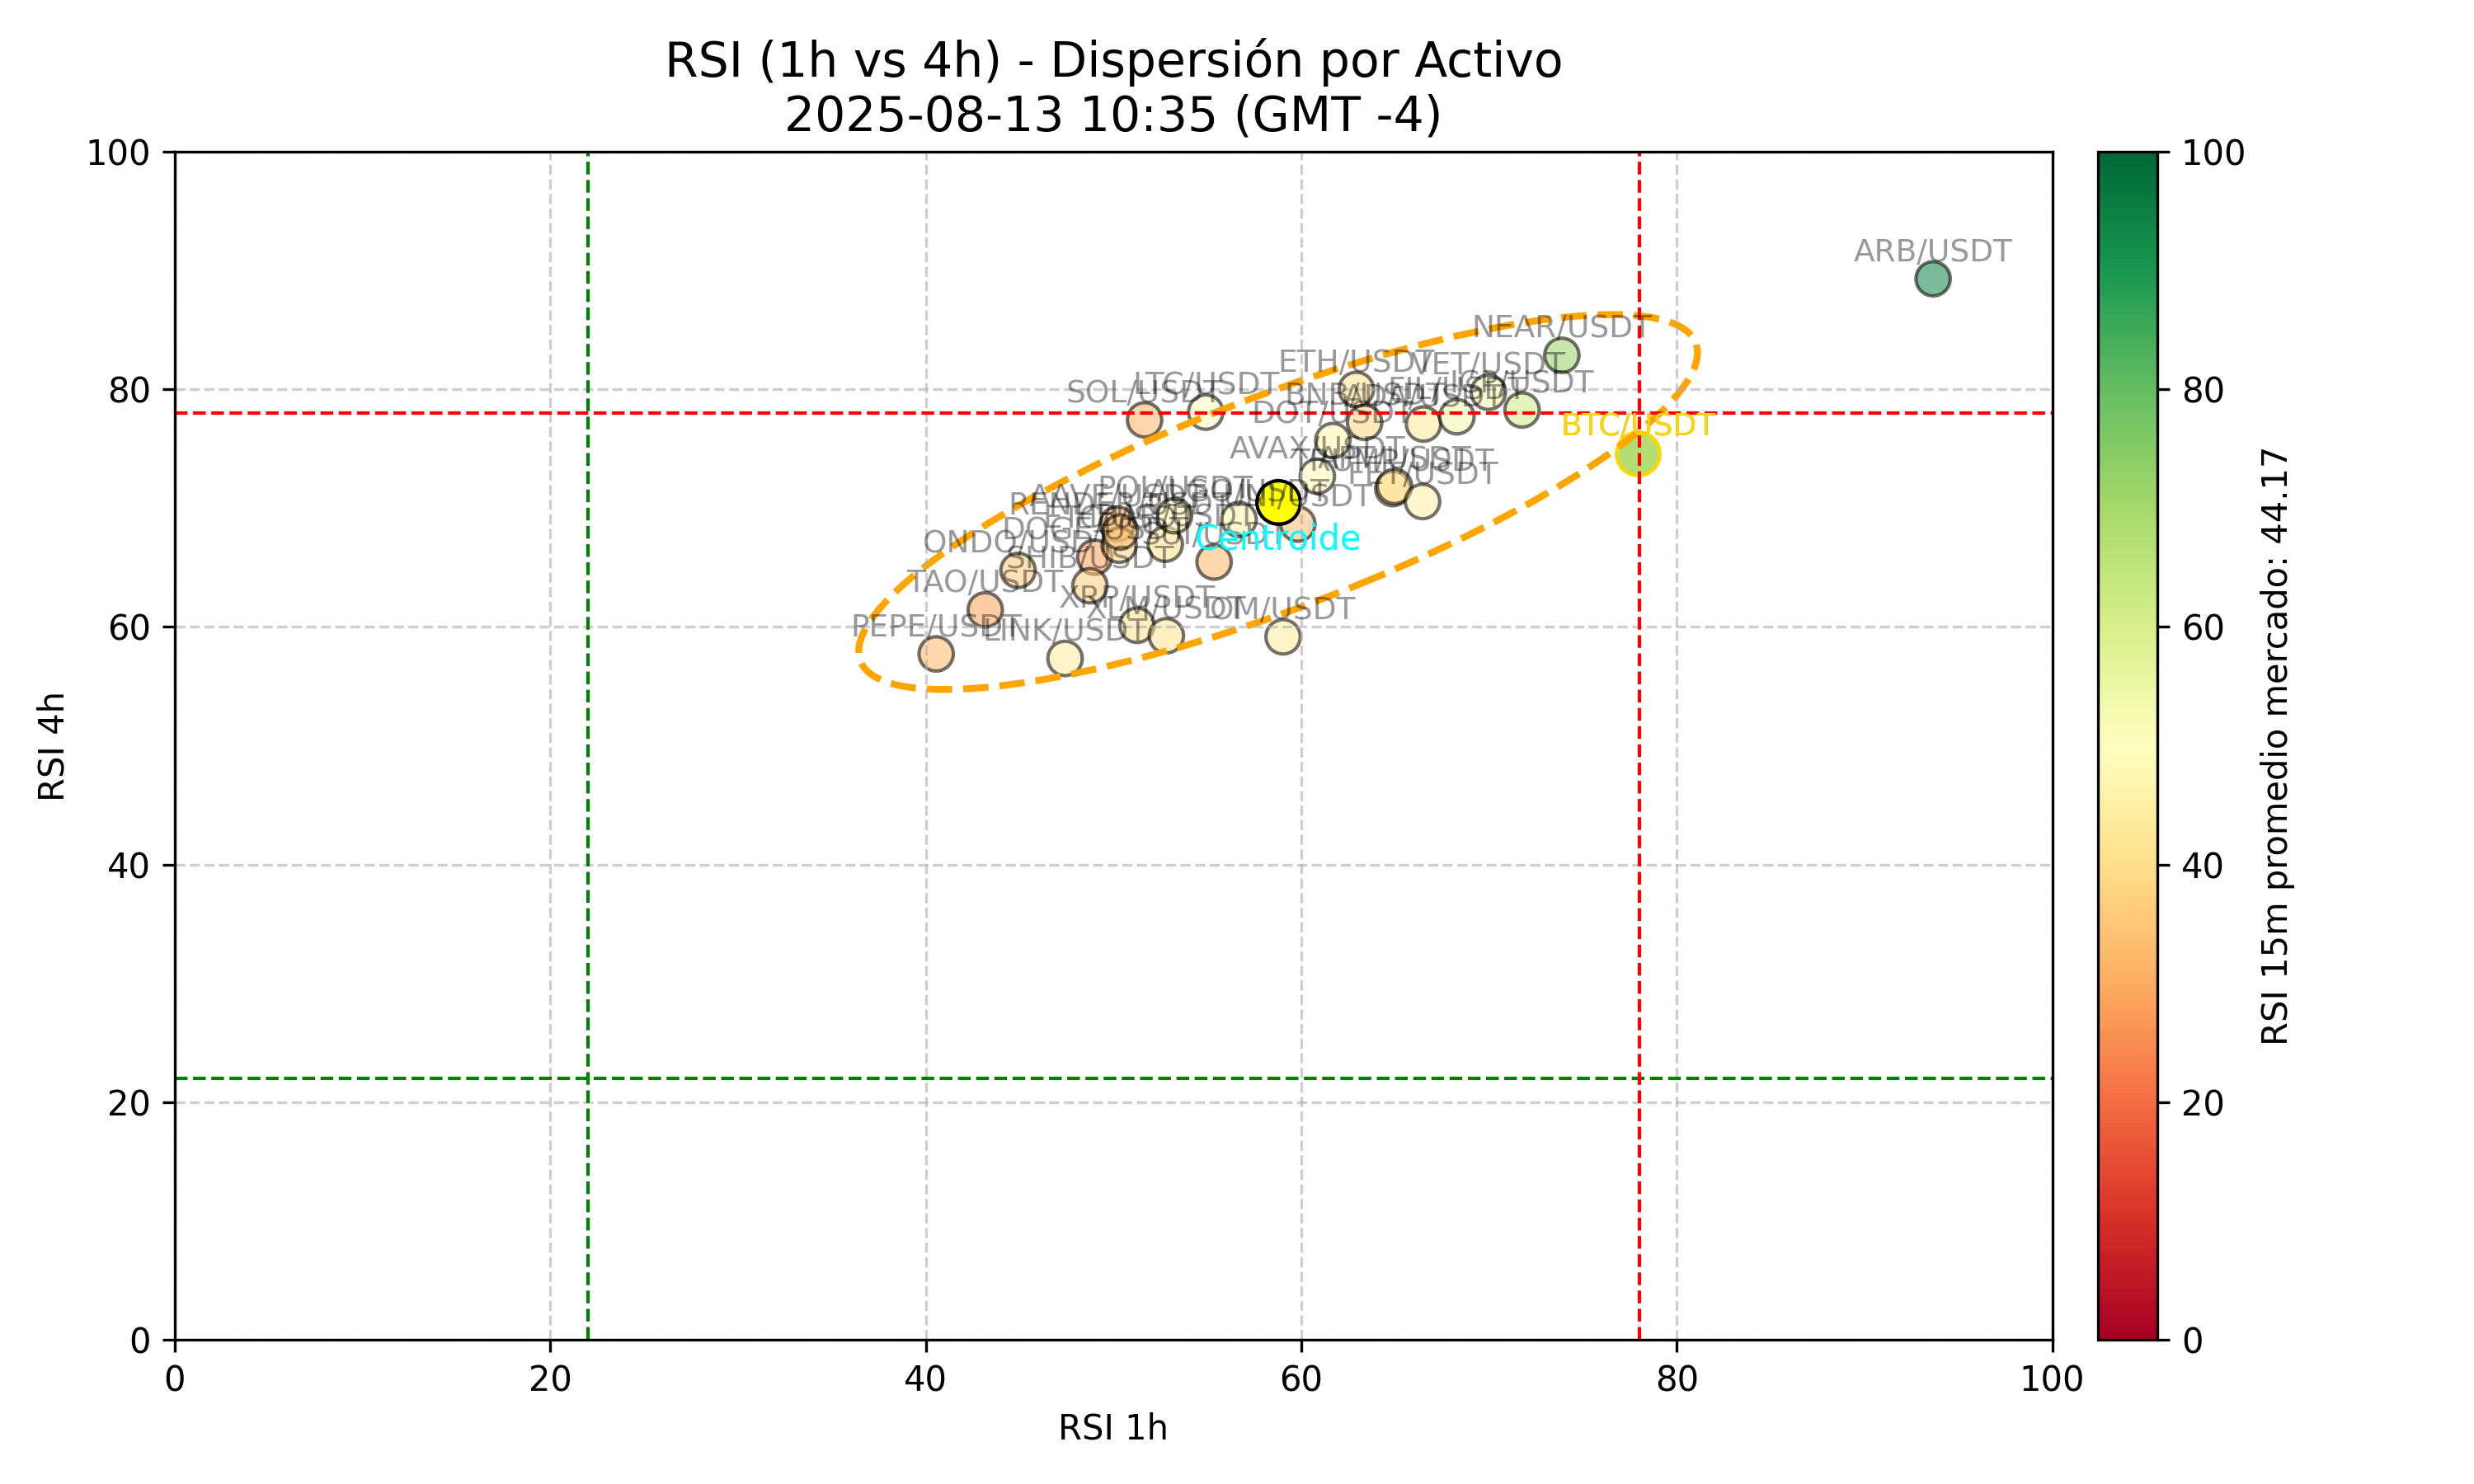 RSI (1h vs 4h) - Dispersión por Activo
2025-08-13 10:35 (GMT -4)
100
80
60
40
20
0
RSI 4h
ARB/USDT
NEAR/USDT
ETH/USDT
VET/USDT
LTC/USDT
SOL/USDT
BTC/USDT
DOT/USDT
AVAX/USDT
ONDO/USDT
SHIB/USDT
TAO/USDT
XRP/USDT
XLM/USDT
OM/USDT
PEPE/USDT
LINK/USDT
Centroide
0
20
40
60
80
100
RSI 1h
100
80
60
40
20
0
RSI 15m promedio mercado: 44.17